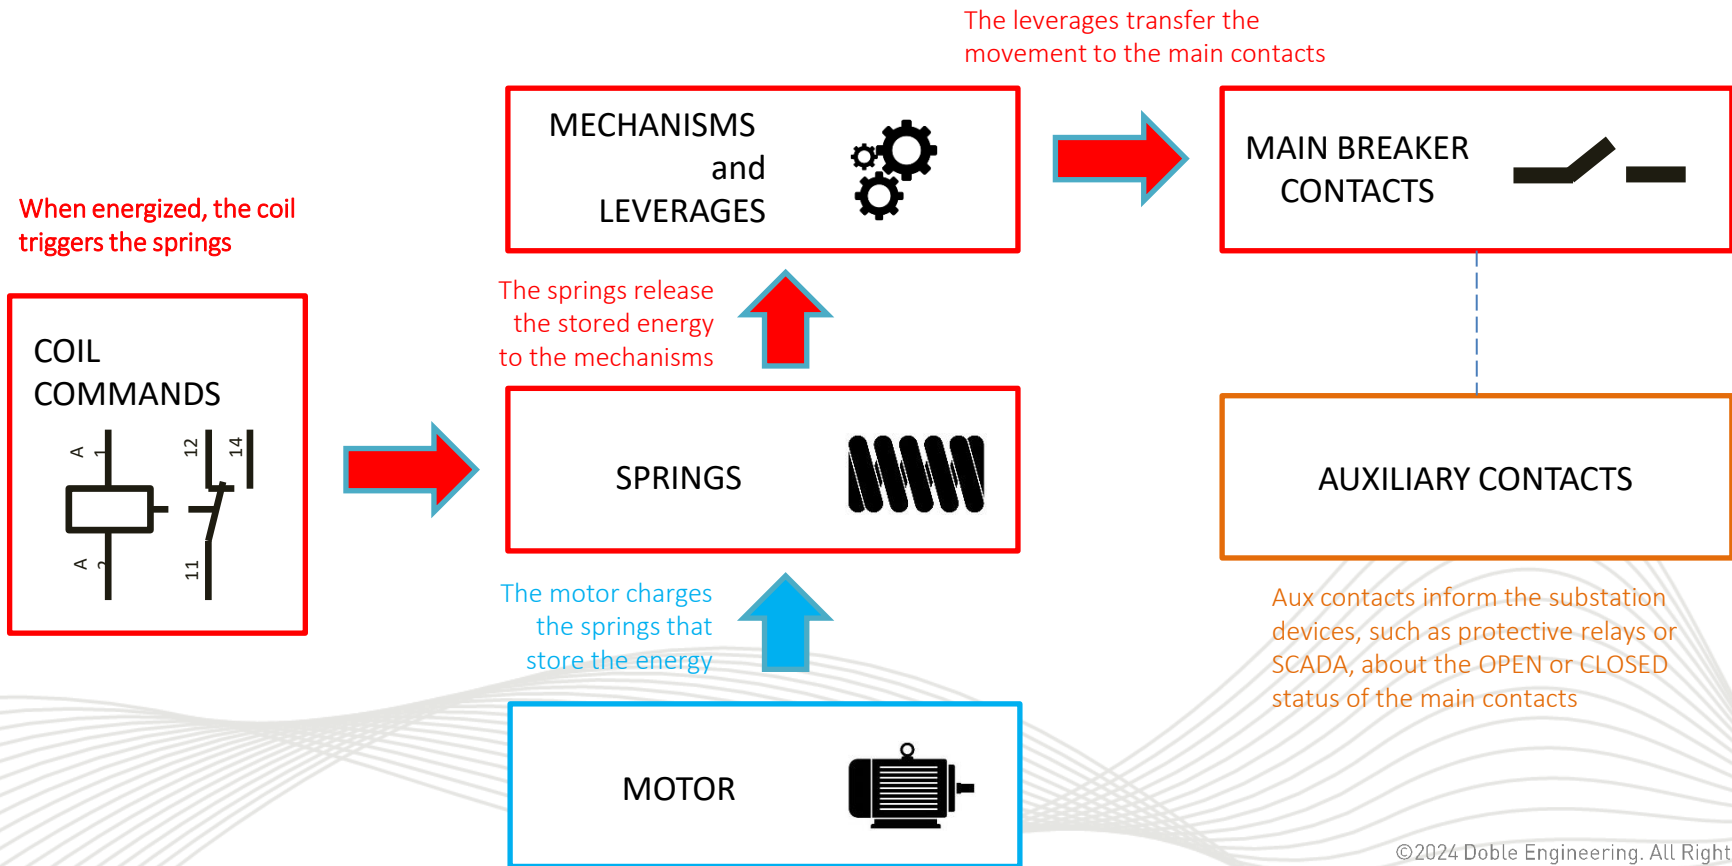 The leverages transfer the
movement to the main contacts
MECHANISMS
and
LEVERAGES
MAIN BREAKER
CONTACTS
When energized, the coil
triggers the springs
The springs release
the stored energy
to the mechanisms
COIL
COMMANDS
A 1
12
14
A 2
11
SPRINGS
AUXILIARY CONTACTS
The motor charges
the springs that
store the energy
Aux contacts inform the substation
devices, such as protective relays or
SCADA, about the OPEN or CLOSED
status of the main contacts
MOTOR
©2024 Doble Engineering. All Right